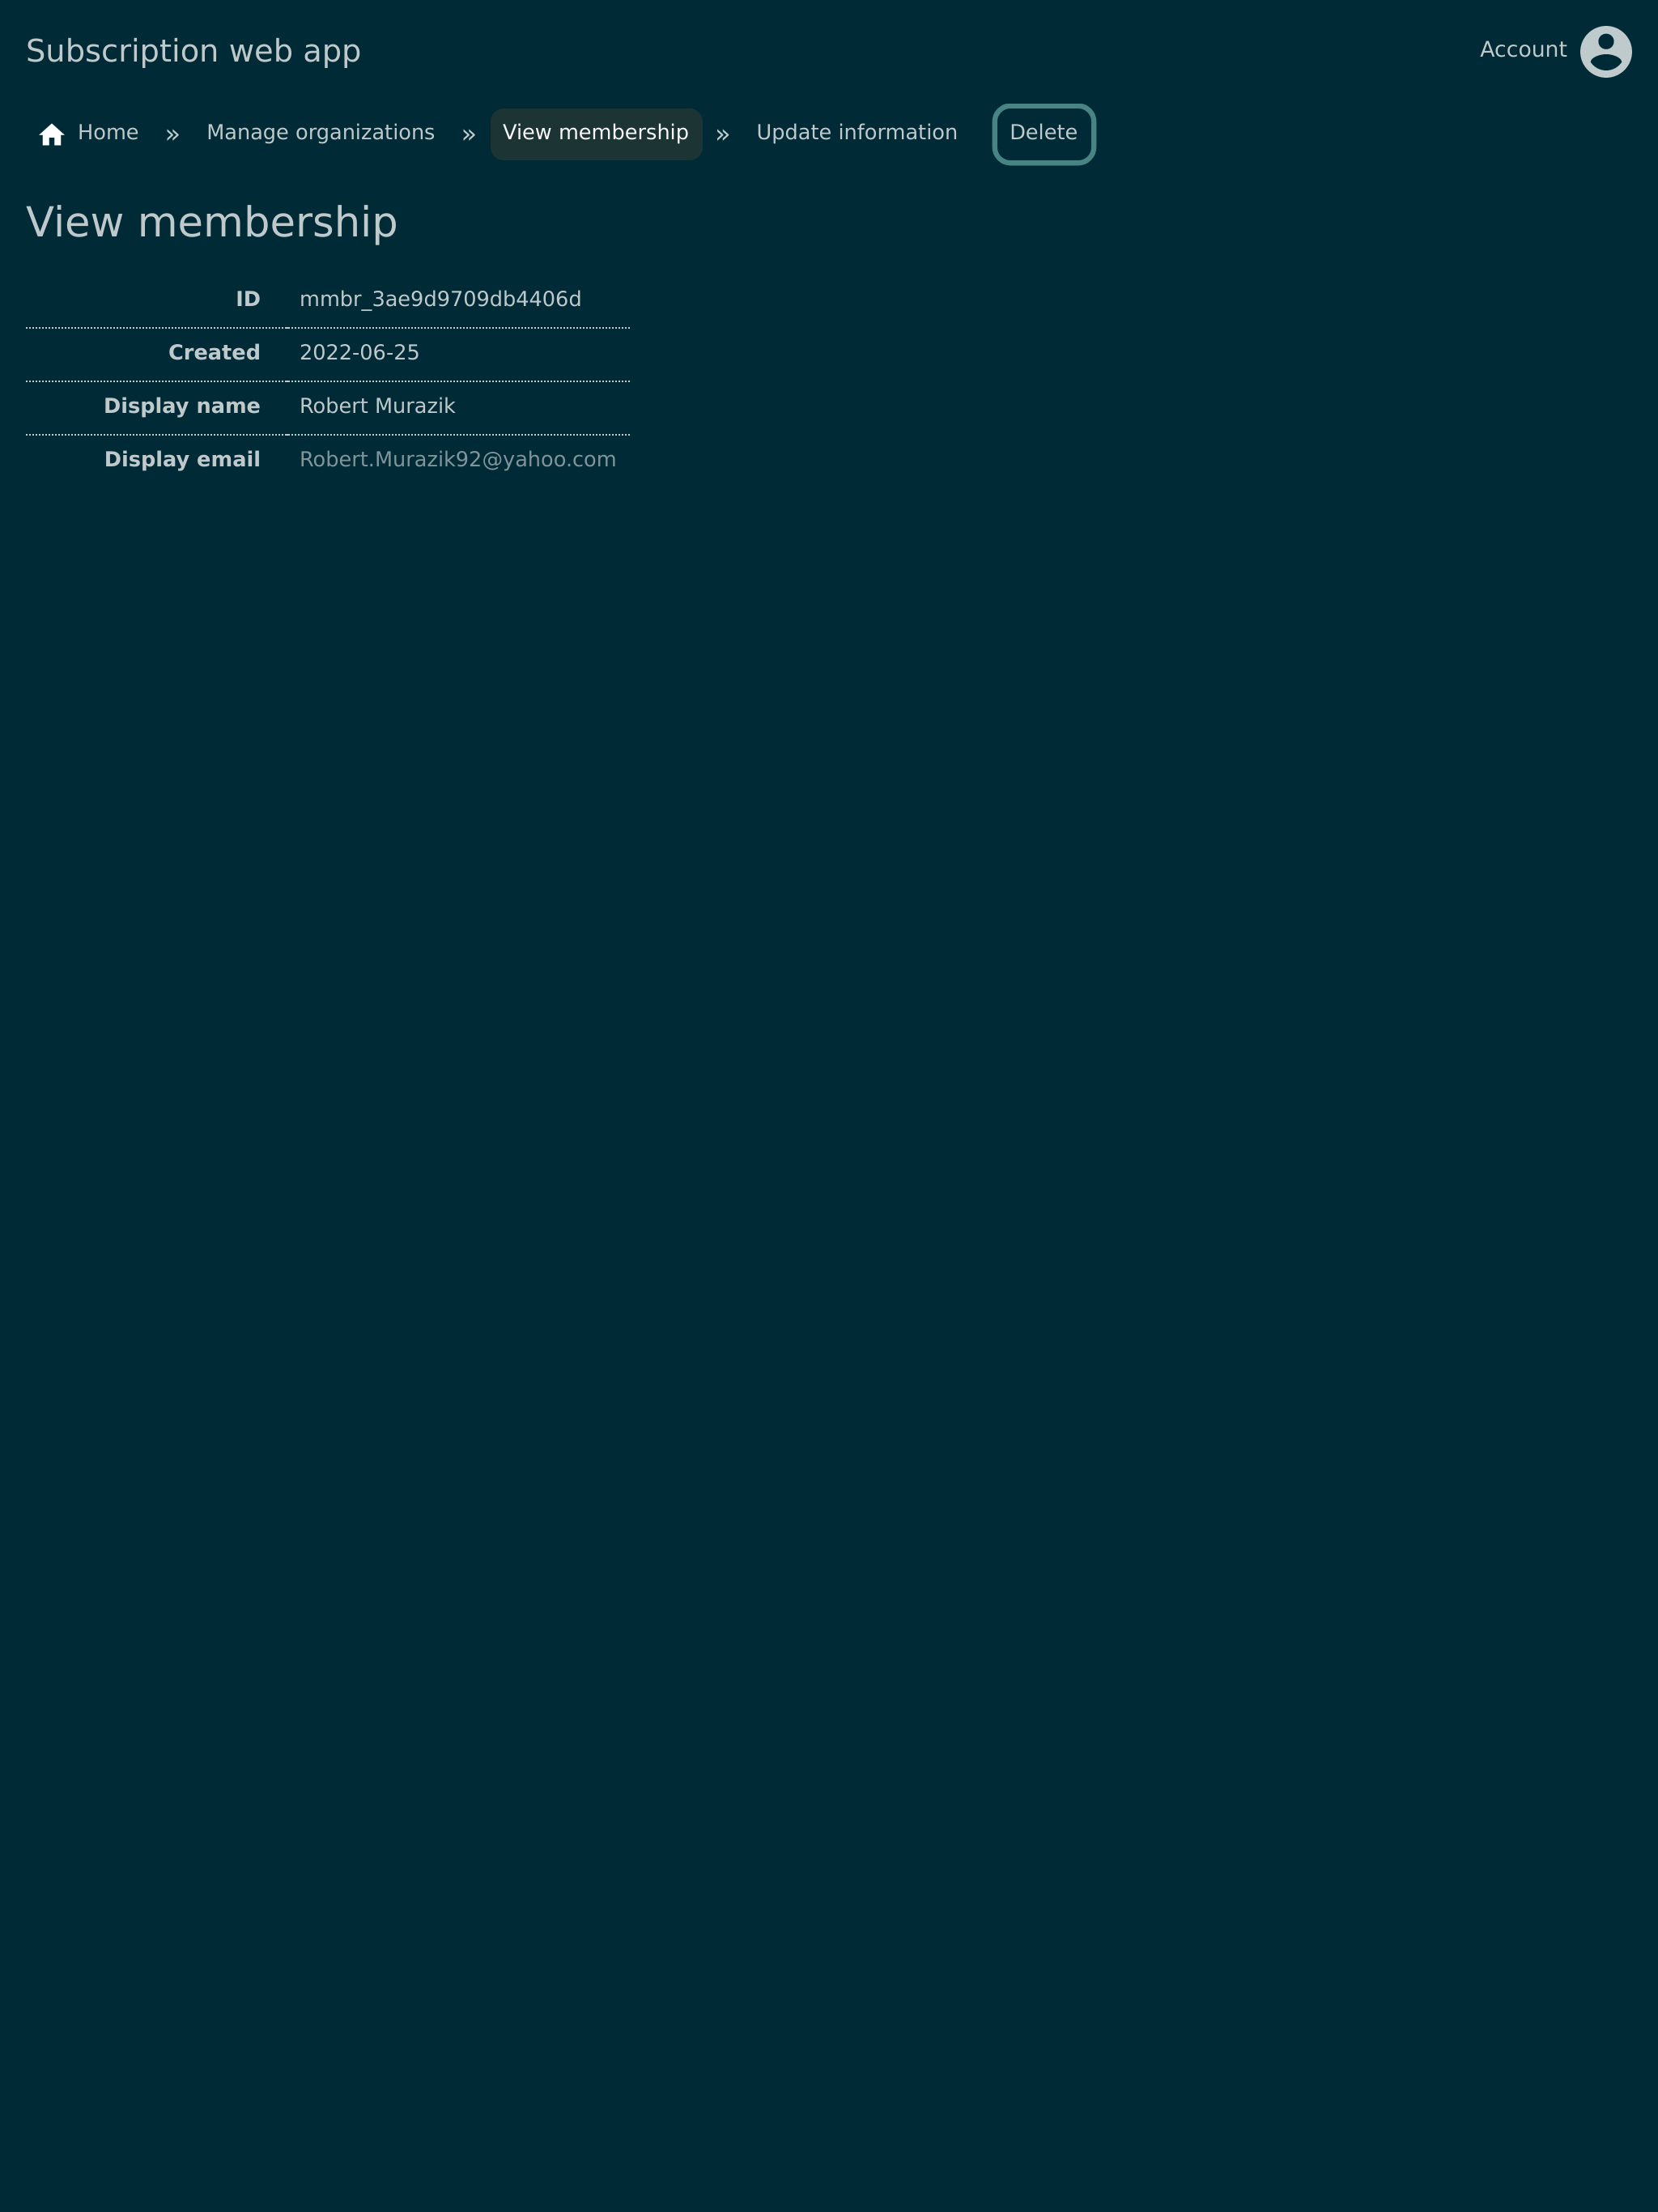 Subscription web app
Account
Home » Manage organizations » View membership » Update information Delete
View membership
ID mmbr_3ae9d9709db4406d
Created 2022-06-25
Display name Robert Murazik
Display email Robert.Murazik92@yahoo.com